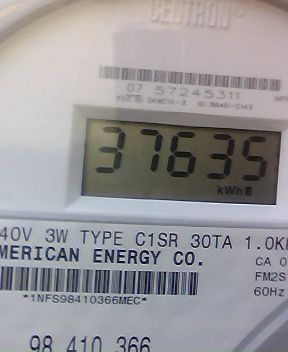 CENTRON®
07 57245311
37635
kWh
40V 3W TYPE C1SR 30TA 1.0K
MERICAN ENERGY CO.
CA 0
FM2S
*1NFS98410366MEC*
60Hz
98 410 366